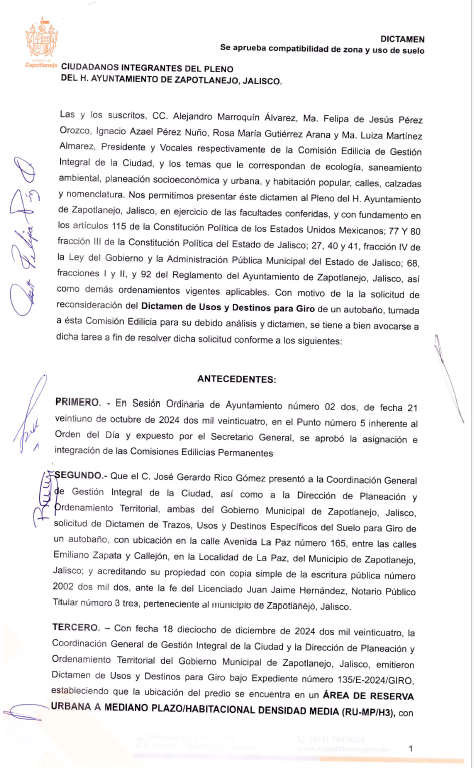 Zapotlanejo
DICTAMEN
Se aprueba compatibilidad de zona y uso de suelo
CIUDADANOS INTEGRANTES DEL PLENO
DEL H. AYUNTAMIENTO DE ZAPOTLANEJO, JALISCO.
Las y los suscritos, CC. Alejandro Marroquín Álvarez, Ma. Felipa de Jesús Pérez
Orozco, Ignacio Azael Pérez Nuño, Rosa María Gutiérrez Arana y Ma. Luiza Martínez
Almarez, Presidente y Vocales respectivamente de la Comisión Edilicia de Gestión
Integral de la Ciudad, y los temas que le correspondan de ecología, saneamiento
ambiental, planeación socioeconómica y urbana, y habitación popular, calles, calzadas
y nomenclatura. Nos permitimos presentar éste dictamen al Pleno del H. Ayuntamiento
de Zapotlanejo, Jalisco, en ejercicio de las facultades conferidas, y con fundamento en
los artículos 115 de la Constitución Política de los Estados Unidos Mexicanos; 77 Y 80
fracción III de la Constitución Política del Estado de Jalisco; 27, 40 y 41, fracción IV de
la Ley del Gobierno y la Administración Pública Municipal del Estado de Jalisco; 68,
fracciones I y II, y 92 del Reglamento del Ayuntamiento de Zapotlanejo, Jalisco, así
como demás ordenamientos vigentes aplicables. Con motivo de la la solicitud de
reconsideración del Dictamen de Usos y Destinos para Giro de un autobaño, turnada
a ésta Comisión Edilicia para su debido análisis y dictamen, se tiene a bien avocarse a
dicha tarea a fin de resolver dicha solicitud conforme a los siguientes:
ANTECEDENTES:
PRIMERO. - En Sesión Ordinaria de Ayuntamiento número 02 dos, de fecha 21
veintiuno de octubre de 2024 dos mil veinticuatro, en el Punto número 5 inherente al
Orden del Día y expuesto por el Secretario General, se aprobó la asignación e
integración de las Comisiones Edilicias Permanentes
SEGUNDO.- Que el C. José Gerardo Rico Gómez presentó a la Coordinación General
de Gestión Integral de la Ciudad, así como a la Dirección de Planeación y
Ordenamiento Territorial, ambas del Gobierno Municipal de Zapotlanejo, Jalisco,
solicitud de Dictamen de Trazos, Usos y Destinos Específicos del Suelo para Giro de
un autobaño, con ubicación en la calle Avenida La Paz número 165, entre las calles
Emiliano Zapata y Callejón, en la Localidad de La Paz, del Municipio de Zapotlanejo,
Jalisco; y acreditando su propiedad con copia simple de la escritura pública número
2002 dos mil dos, ante la fe del Licenciado Juan Jaime Hernández, Notario Público
Titular número 3 tres, perteneciente al municipio de Zapotlanejo, Jalisco.
TERCERO. – Con fecha 18 dieciocho de diciembre de 2024 dos mil veinticuatro, la
Coordinación General de Gestión Integral de la Ciudad y la Dirección de Planeación y
Ordenamiento Territorial del Gobierno Municipal de Zapotlanejo, Jalisco, emitieron
Dictamen de Usos y Destinos para Giro bajo Expediente número 135/E-2024/GIRO,
estableciendo que la ubicación del predio se encuentra en un ÁREA DE RESERVA
URBANA A MEDIANO PLAZO/HABITACIONAL DENSIDAD MEDIA (RU-MP/H3), con
1